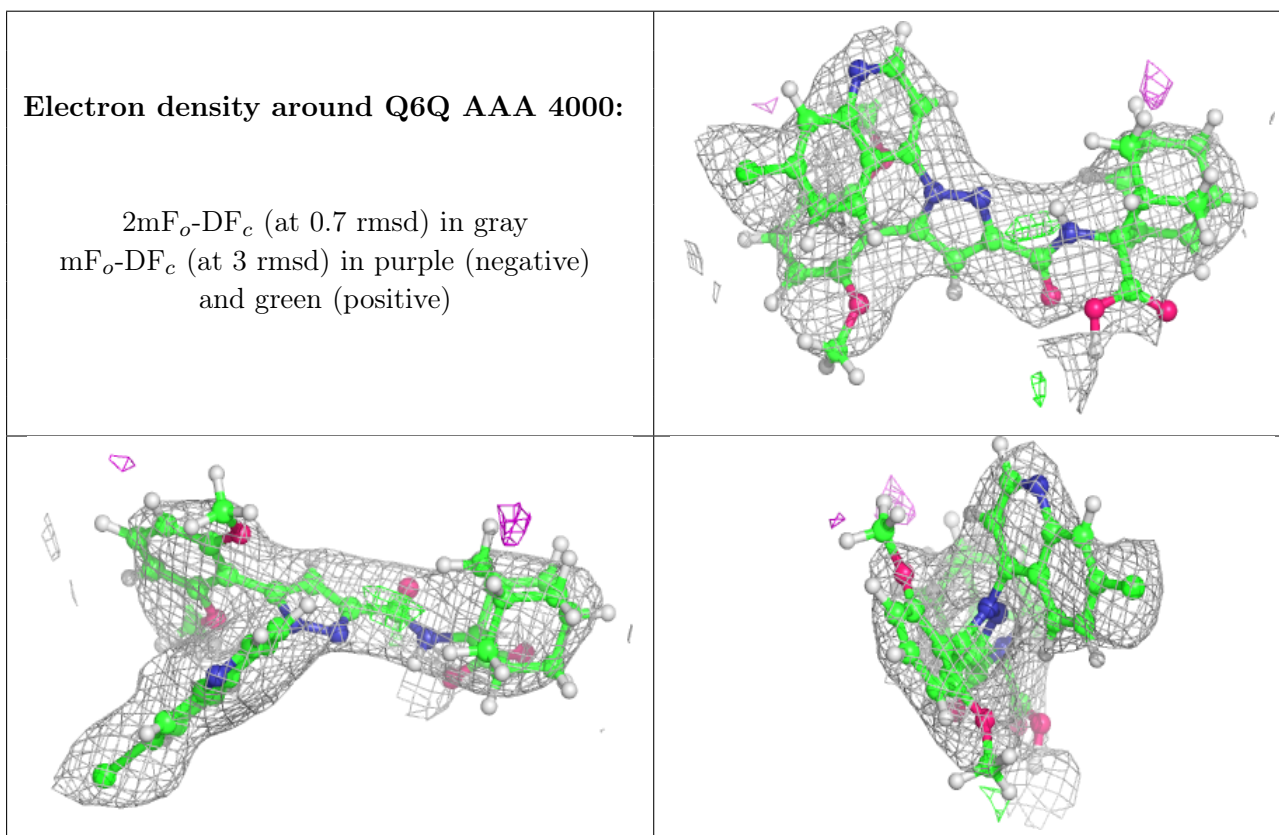 Electron density around Q6Q AAA 4000:
2mFₒ-DF𝒸 (at 0.7 rmsd) in gray
mFₒ-DF𝒸 (at 3 rmsd) in purple (negative)
and green (positive)